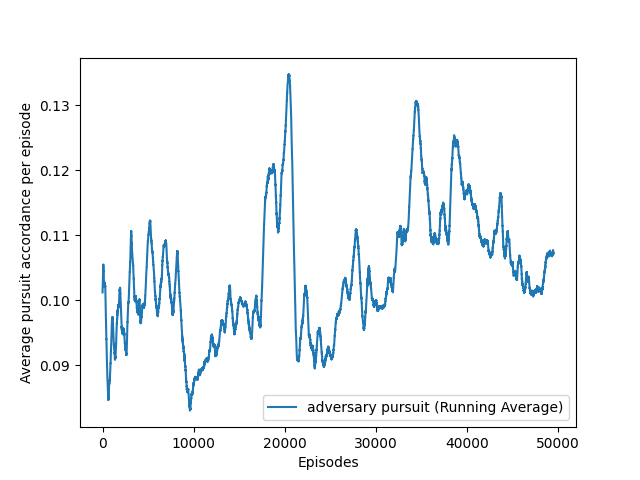 Average pursuit accordance per episode
0.13
0.12
0.11
0.10
0.09
adversary pursuit (Running Average)
0 10000 20000 30000 40000 50000
Episodes